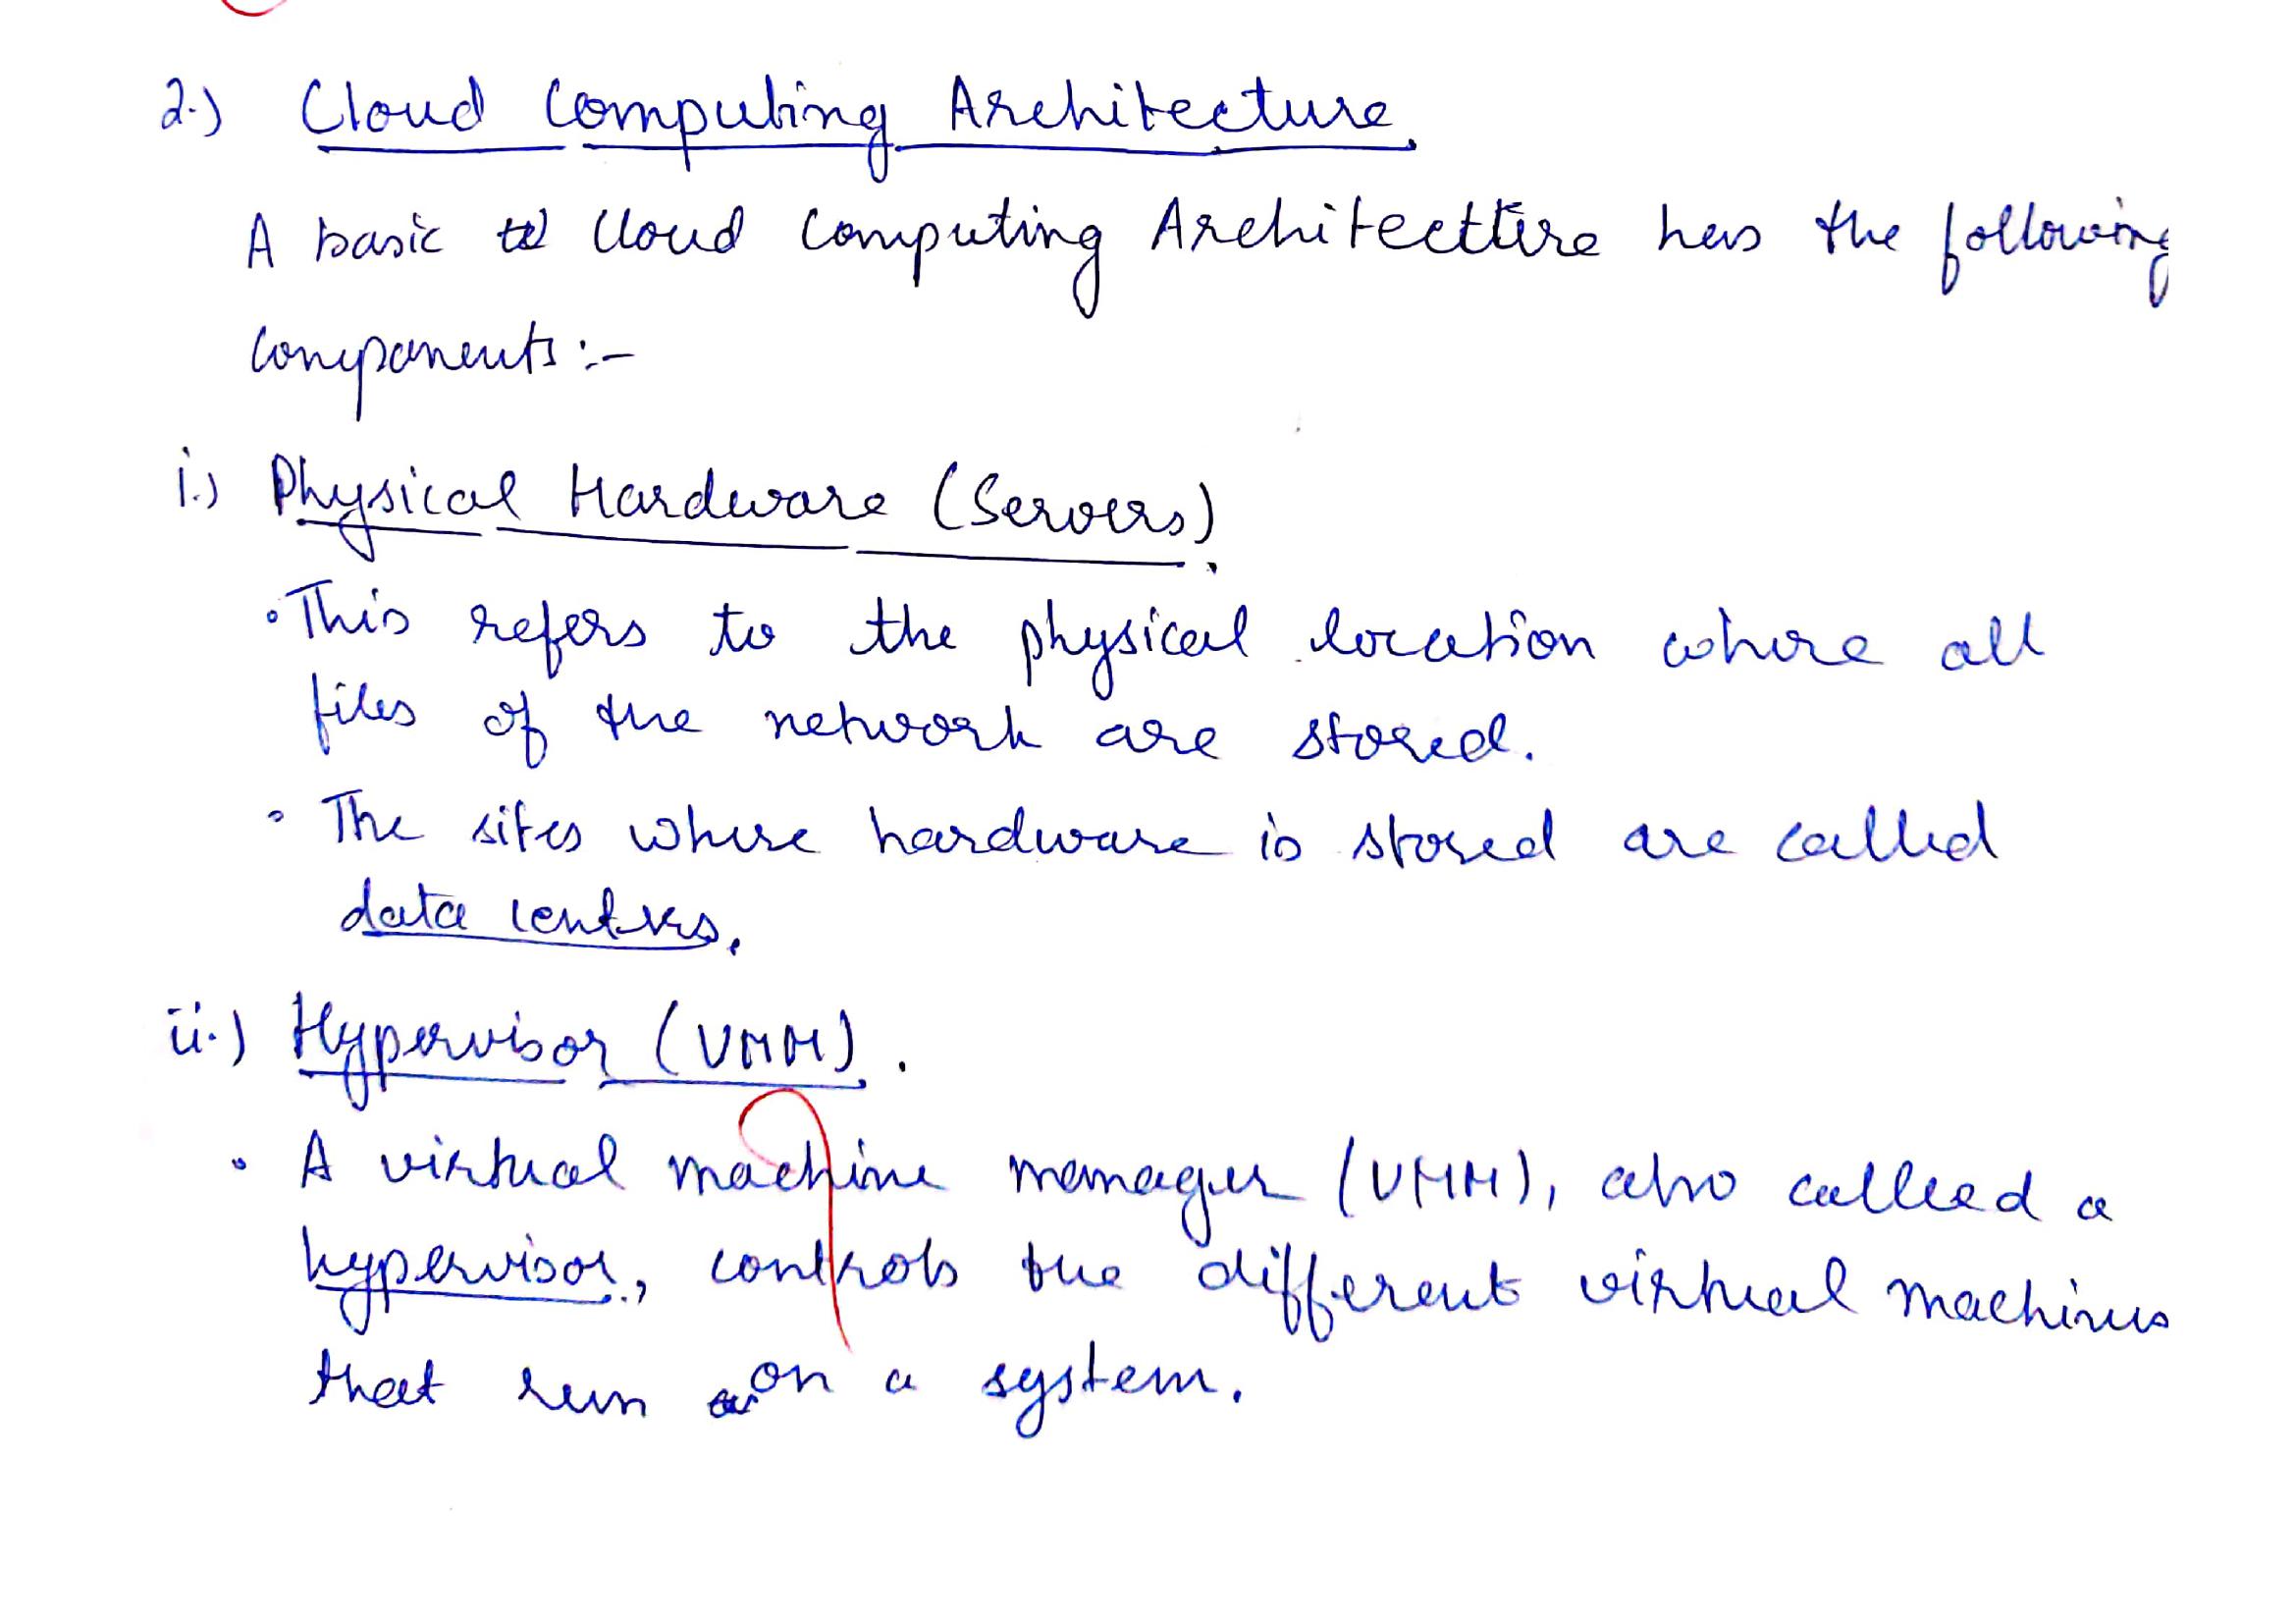 2.) Cloud Computing Architecture.
A basic Cloud Computing Architecture has the following
Components :-
i.) Physical Hardware (Servers).
• This refers to the physical location where all
files of the network are stored.
• The sites where hardware is stored are called
data centres.
ii.) Hypervisor (VMM).
• A virtual machine manager (VMM), also called a
hypervisor, controls the different virtual machines
that run on a system.